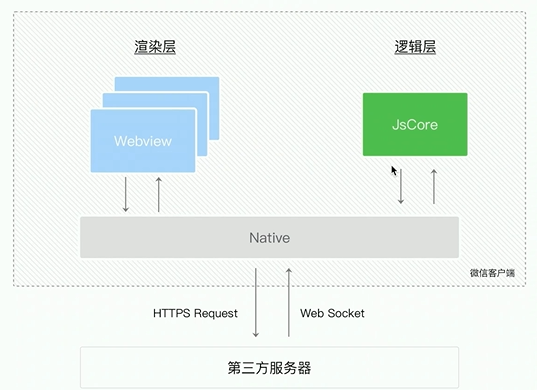 渲染层
逻辑层
Webview
JsCore
Native
微信客户端
HTTPS Request
Web Socket
第三方服务器